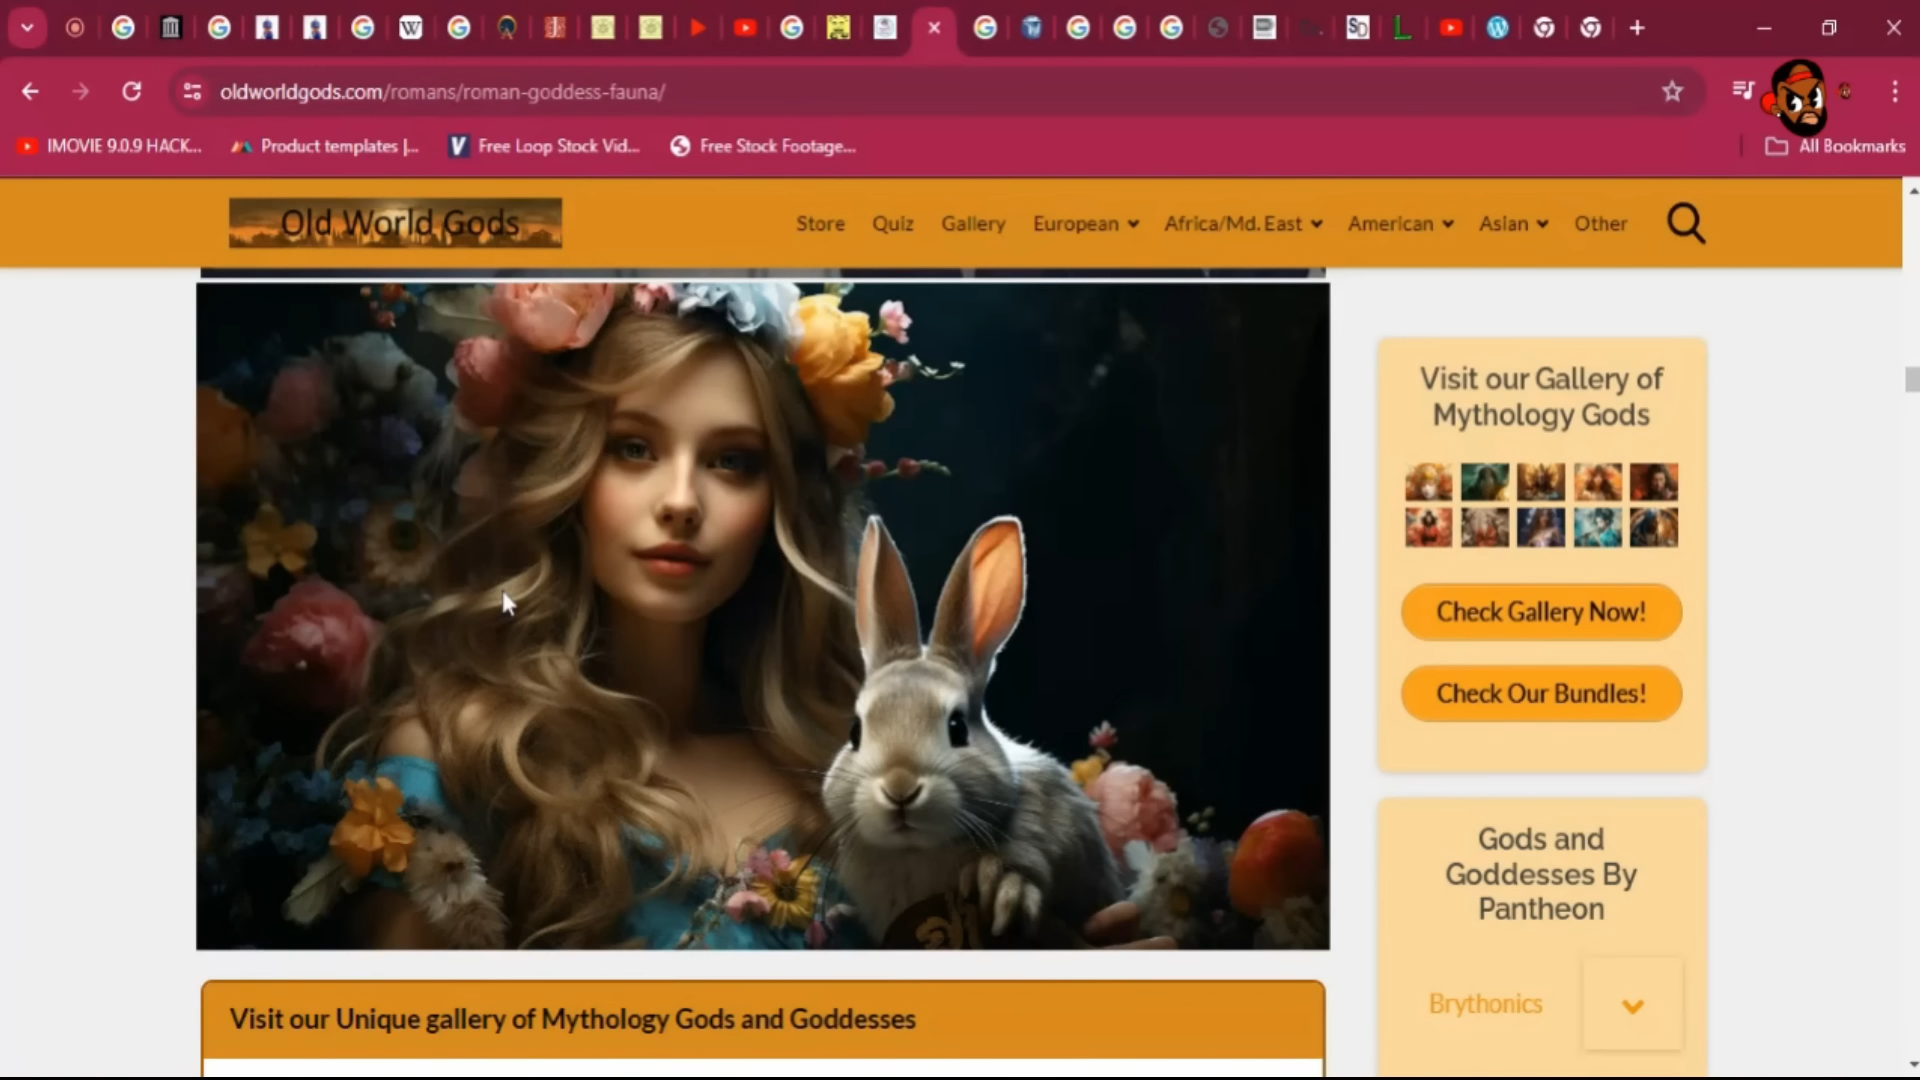 W
SD
L
oldworldgods.com/romans/roman-goddess-fauna/
IMOVIE 9.0.9 HACK...
Product templates |...
V
Free Loop Stock Vid...
Free Stock Footage...
All Bookmarks
Old World Gods
Store
Quiz
Gallery
European
Africa/Md. East
American
Asian
Other
Visit our Gallery of
Mythology Gods
Check Gallery Now!
Check Our Bundles!
Gods and
Goddesses By
Pantheon
Brythonics
Visit our Unique gallery of Mythology Gods and Goddesses